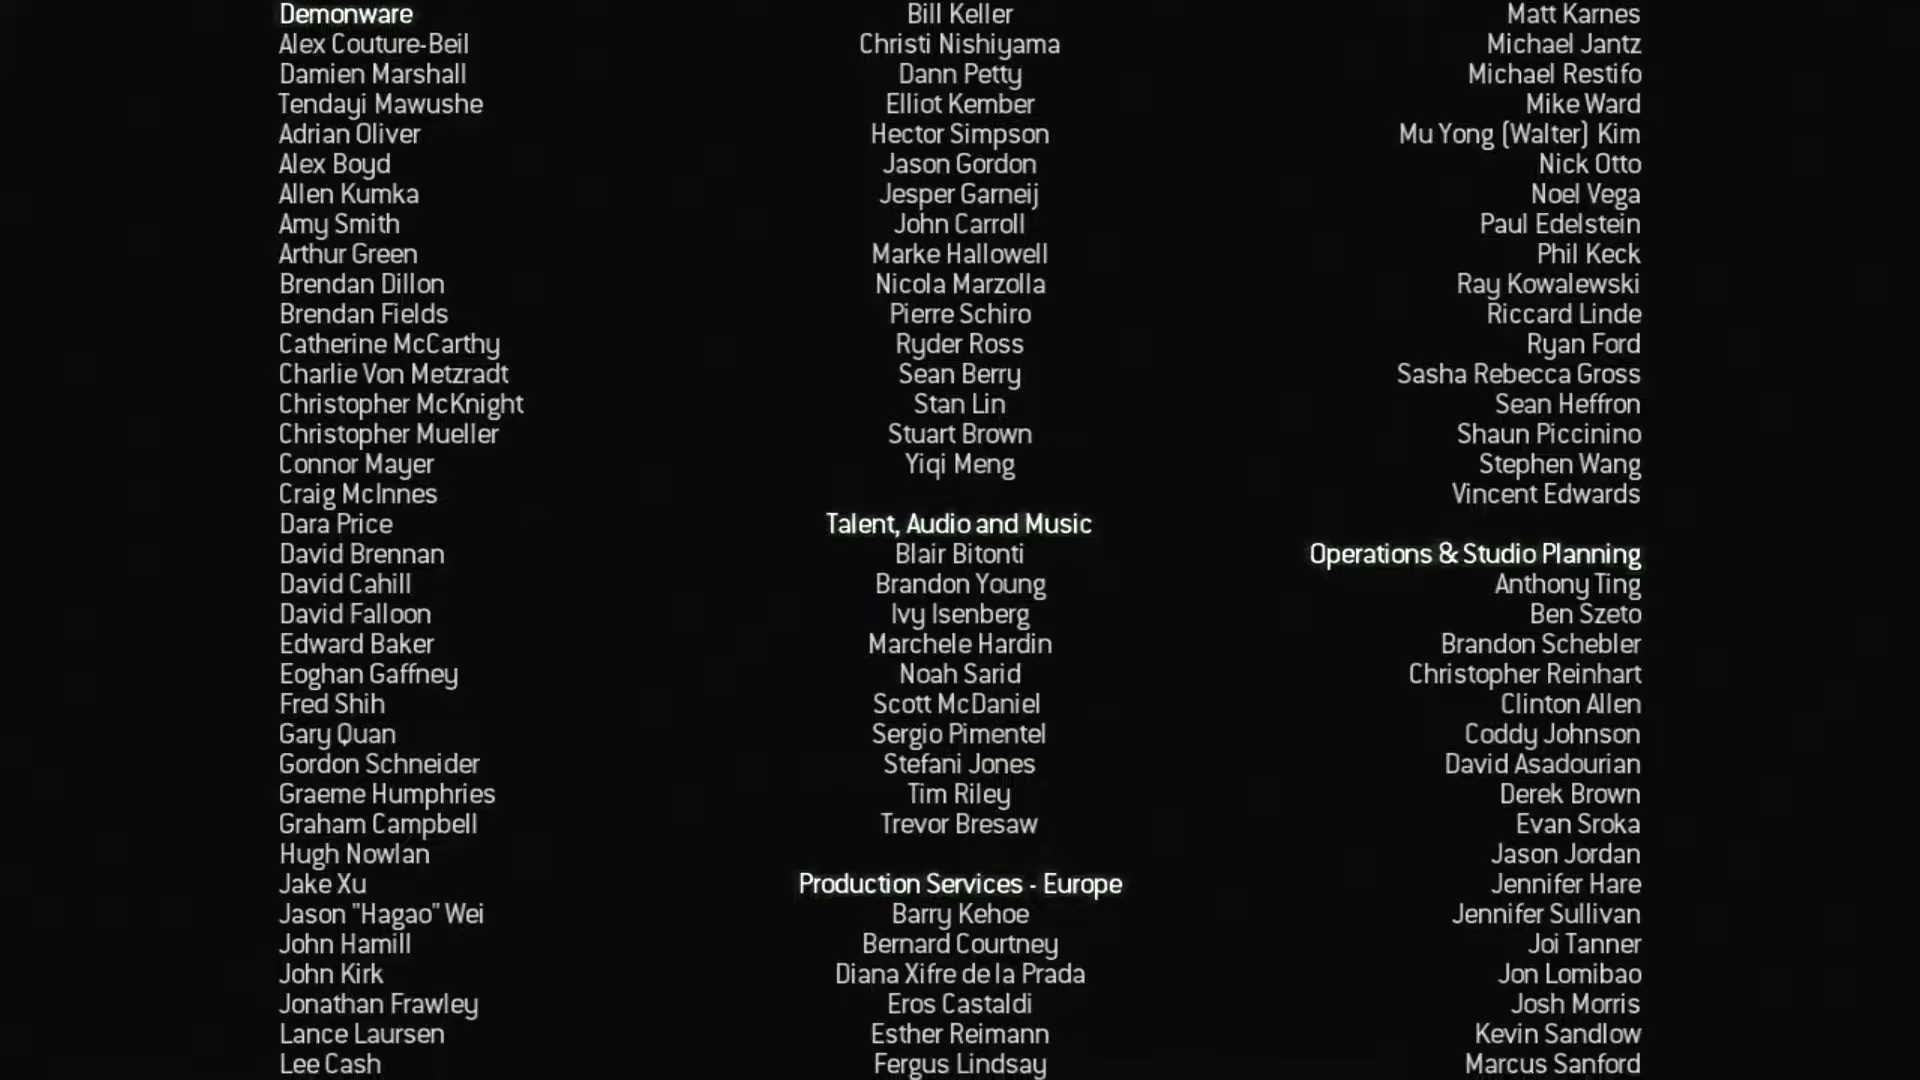 Demonware
Alex Couture-Beil
Damien Marshall
Tendayi Mawushe
Adrian Oliver
Alex Boyd
Allen Kumka
Amy Smith
Arthur Green
Brendan Dillon
Brendan Fields
Catherine McCarthy
Charlie Von Metzradt
Christopher McKnight
Christopher Mueller
Connor Mayer
Craig McInnes
Dara Price
David Brennan
David Cahill
David Falloon
Edward Baker
Eoghan Gaffney
Fred Shih
Gary Quan
Gordon Schneider
Graeme Humphries
Graham Campbell
Hugh Nowlan
Jake Xu
Jason "Hagao" Wei
John Hamill
John Kirk
Jonathan Frawley
Lance Laursen
Lee Cash
Bill Keller
Christi Nishiyama
Dann Petty
Elliot Kember
Hector Simpson
Jason Gordon
Jesper Garneij
John Carroll
Marke Hallowell
Nicola Marzolla
Pierre Schiro
Ryder Ross
Sean Berry
Stan Lin
Stuart Brown
Yiqi Meng
Talent, Audio and Music
Blair Bitonti
Brandon Young
Ivy Isenberg
Marchele Hardin
Noah Sarid
Scott McDaniel
Sergio Pimentel
Stefani Jones
Tim Riley
Trevor Bresaw
Production Services - Europe
Barry Kehoe
Bernard Courtney
Diana Xifre de la Prada
Eros Castaldi
Esther Reimann
Fergus Lindsay
Matt Karnes
Michael Jantz
Michael Restifo
Mike Ward
Mu Yong (Walter) Kim
Nick Otto
Noel Vega
Paul Edelstein
Phil Keck
Ray Kowalewski
Riccard Linde
Ryan Ford
Sasha Rebecca Gross
Sean Heffron
Shaun Piccinino
Stephen Wang
Vincent Edwards
Operations & Studio Planning
Anthony Ting
Ben Szeto
Brandon Schebler
Christopher Reinhart
Clinton Allen
Coddy Johnson
David Asadourian
Derek Brown
Evan Sroka
Jason Jordan
Jennifer Hare
Jennifer Sullivan
Joi Tanner
Jon Lomibao
Josh Morris
Kevin Sandlow
Marcus Sanford